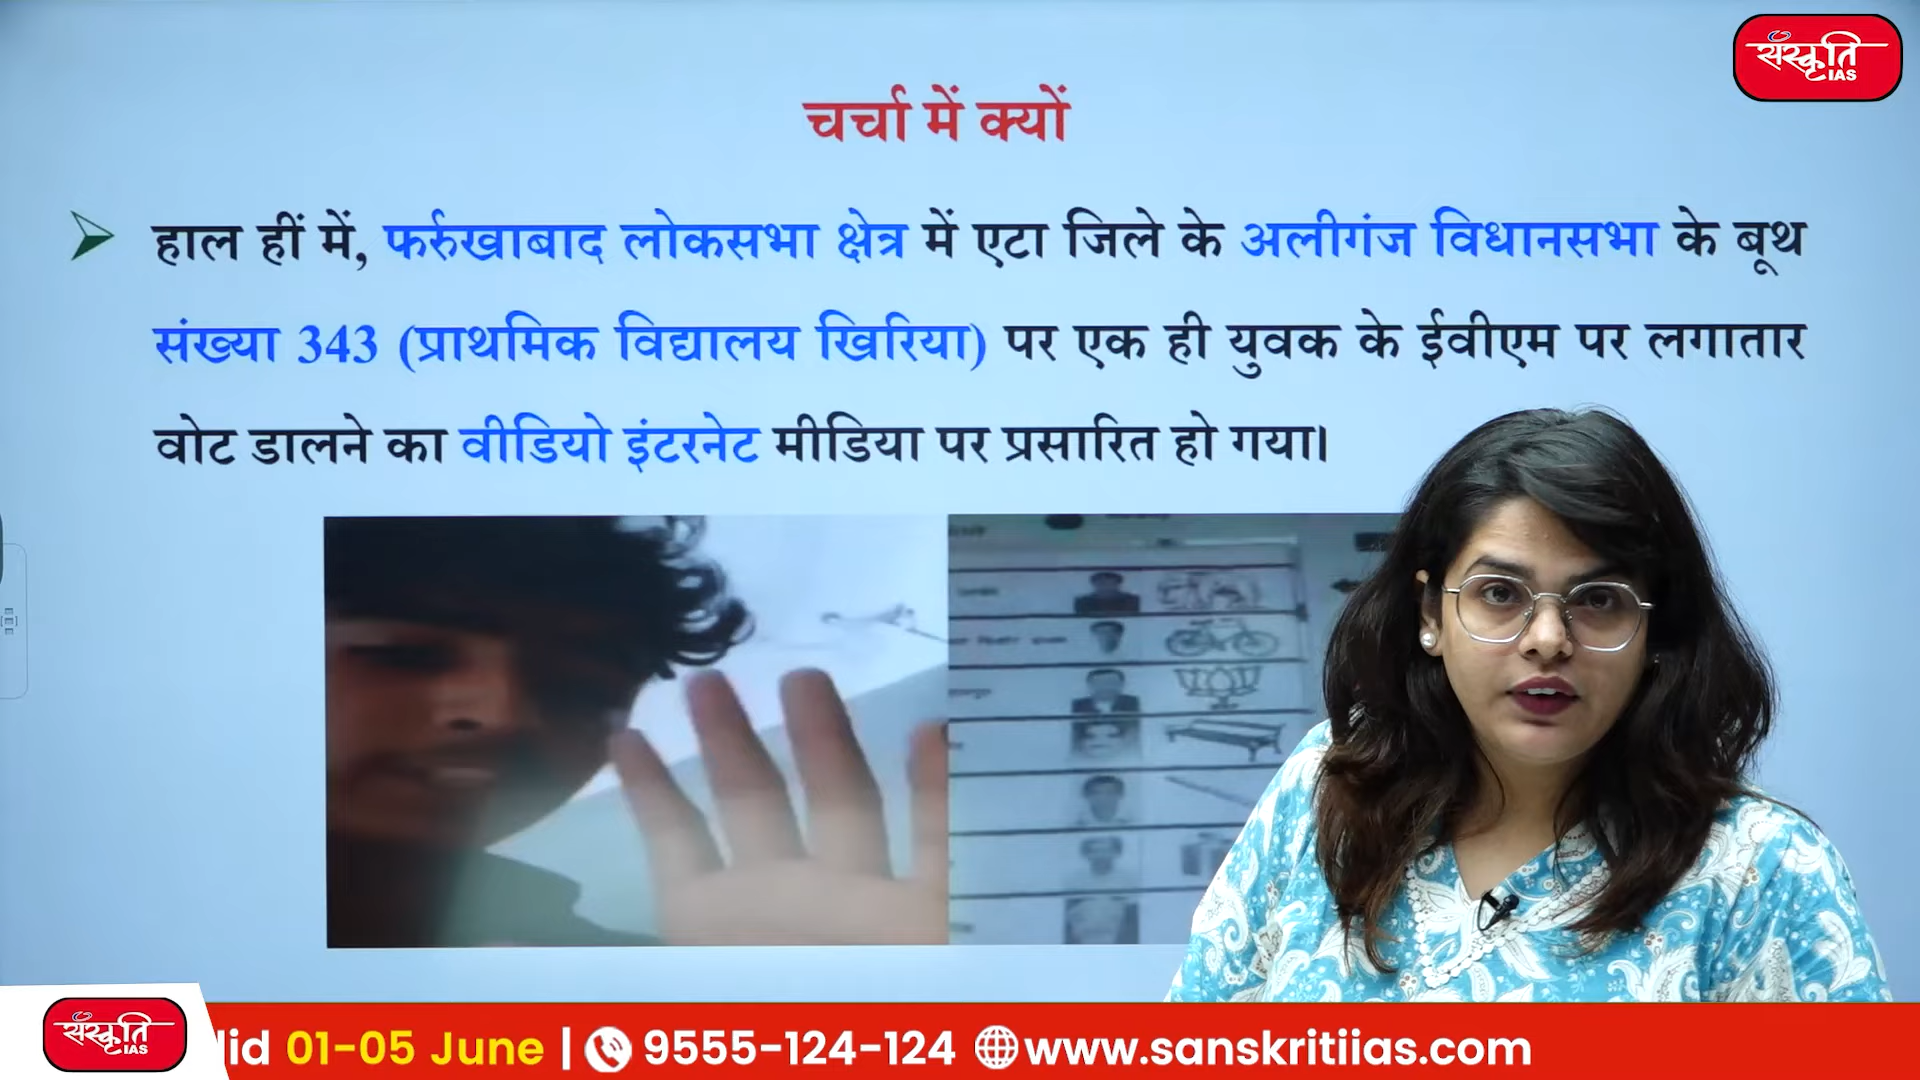 संस्कृति
IAS
चर्चा में क्यों
हाल हीं में, फर्रुखाबाद लोकसभा क्षेत्र में एटा जिले के अलीगंज विधानसभा के बूथ
संख्या 343 (प्राथमिक विद्यालय खिरिया) पर एक ही युवक के ईवीएम पर लगातार
वोट डालने का वीडियो इंटरनेट मीडिया पर प्रसारित हो गया।
संस्कृति
IAS
lid 01-05 June | 9555-124-124 www.sanskritiias.com